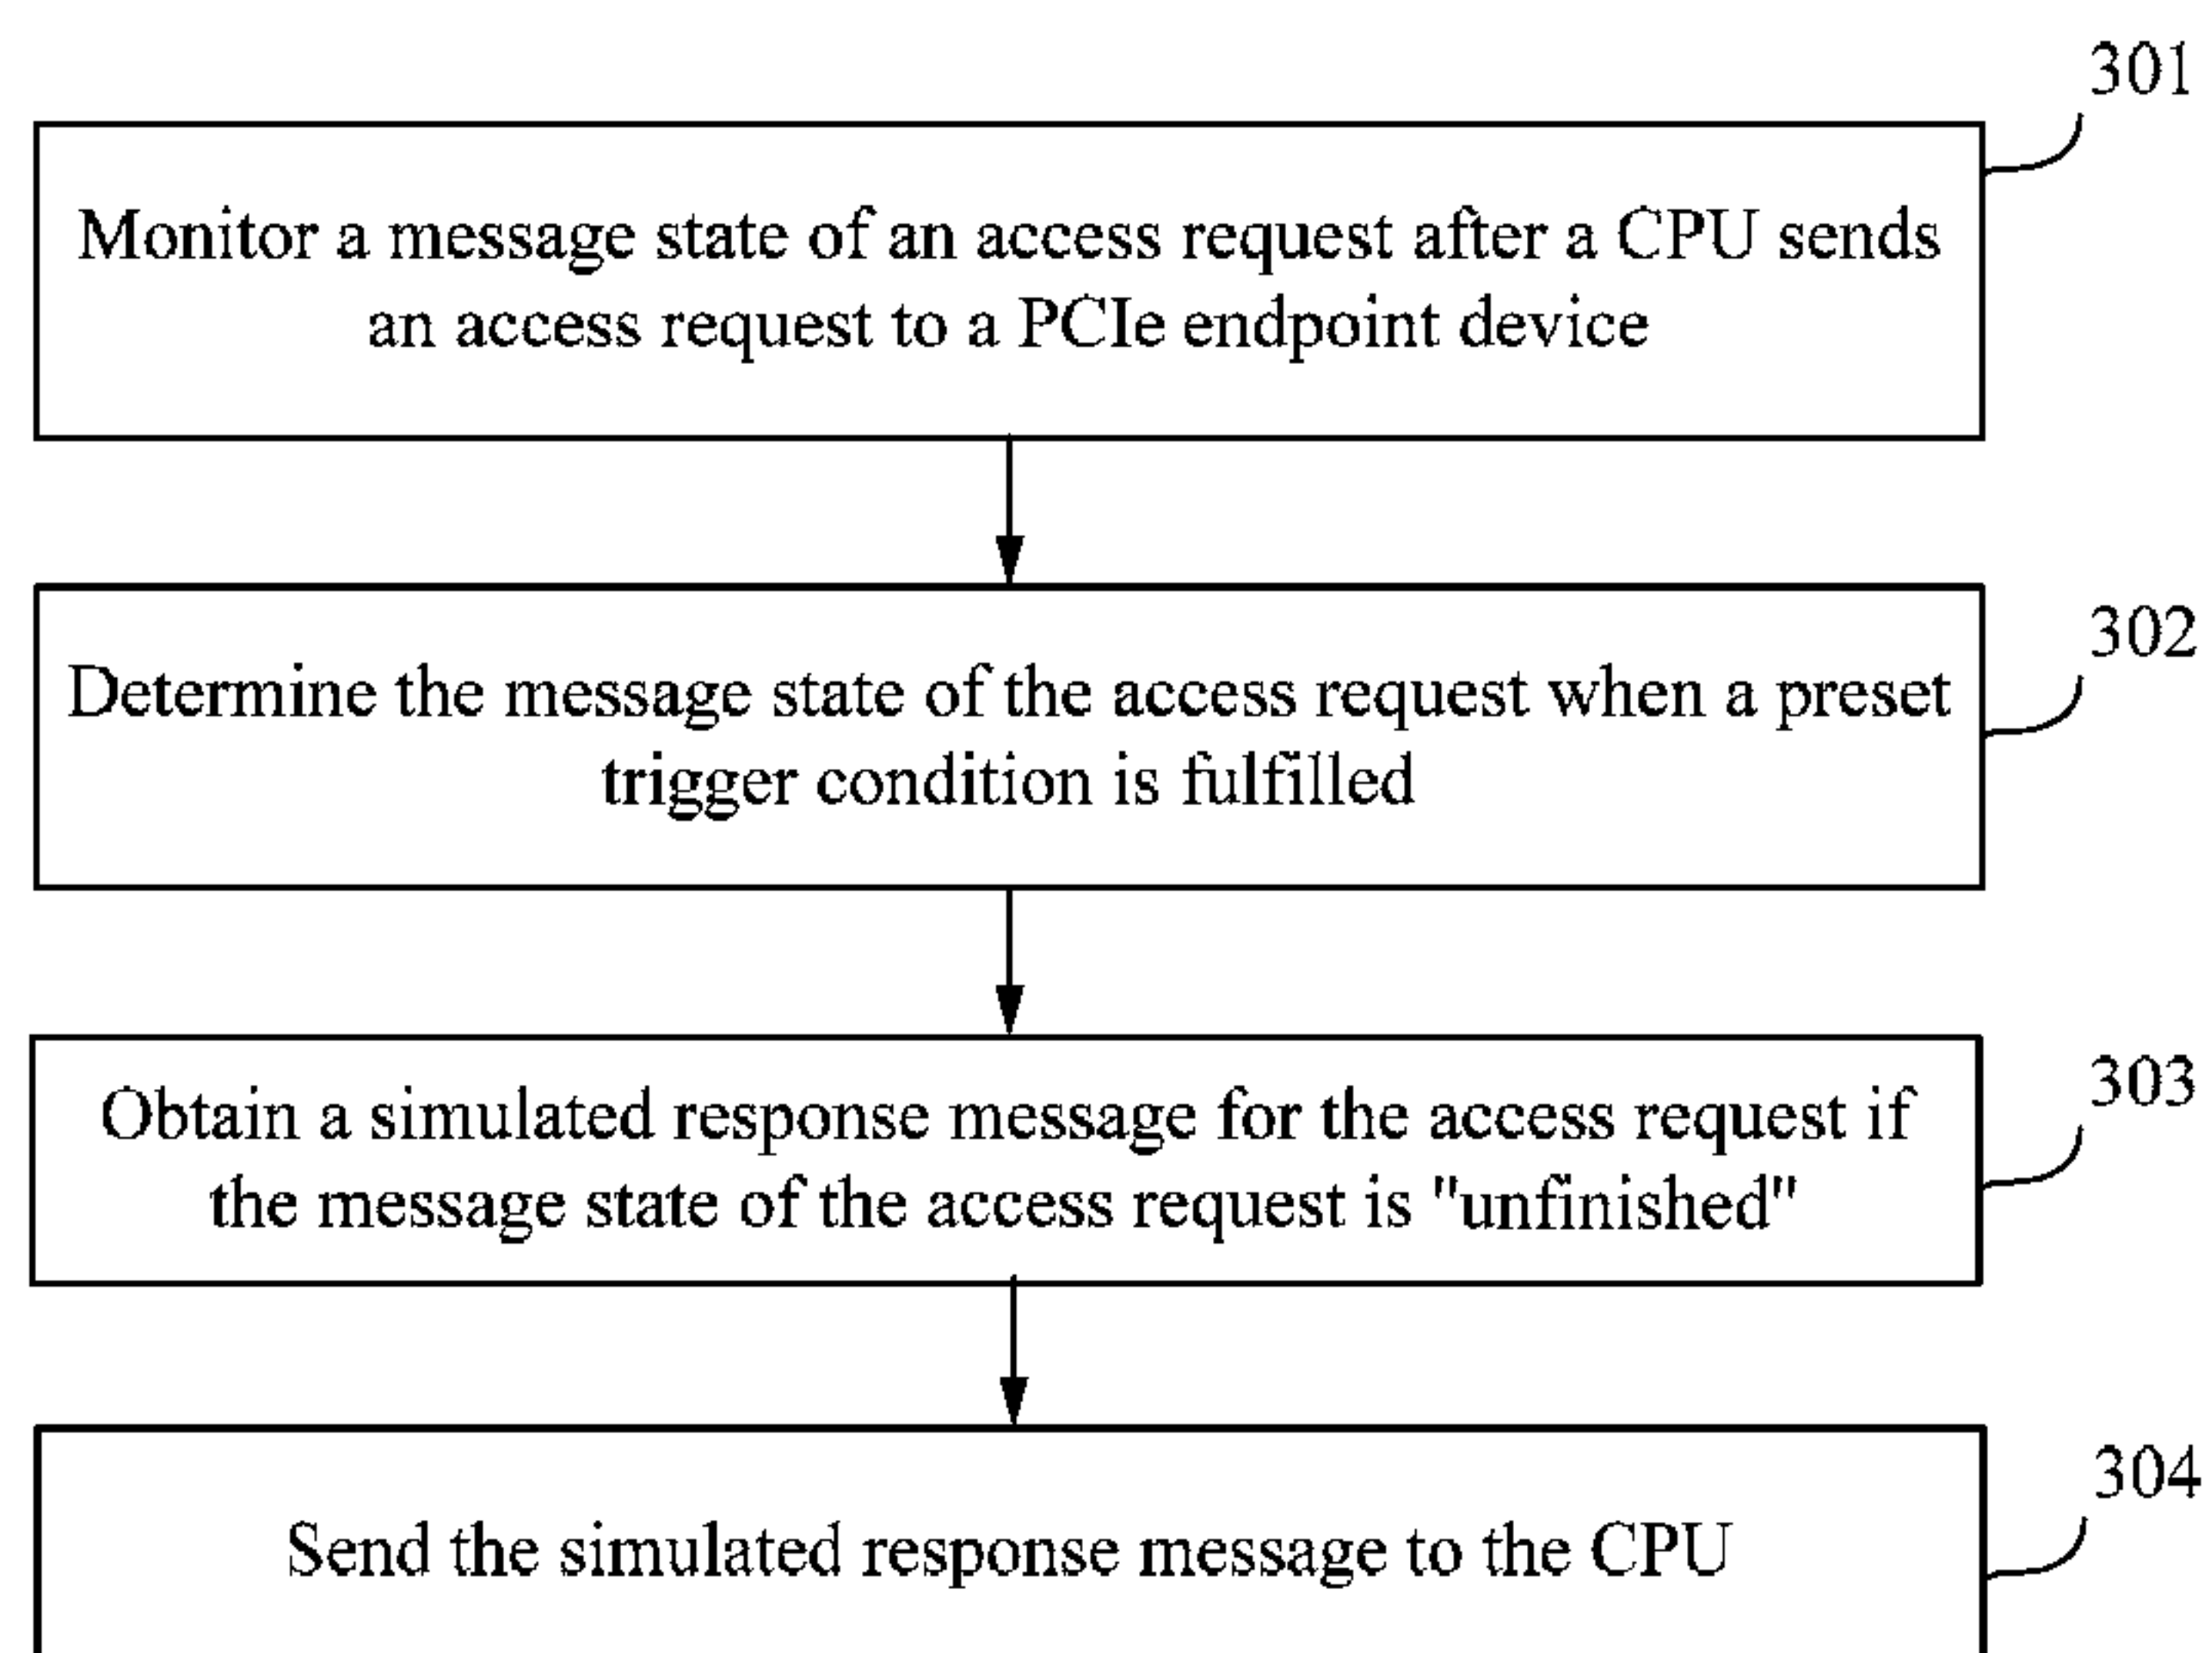 301
Monitor a message state of an access request after a CPU sends
an access request to a PCIe endpoint device
302
Determine the message state of the access request when a preset
trigger condition is fulfilled
303
Obtain a simulated response message for the access request if
the message state of the access request is "unfinished"
304
Send the simulated response message to the CPU